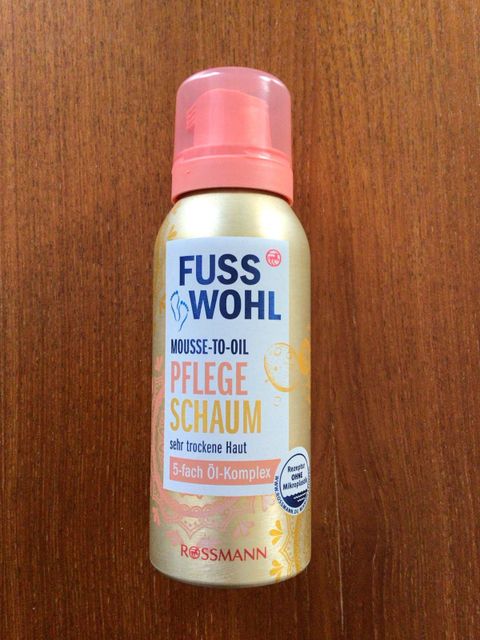 FUSS
WOHL
MOUSSE-TO-OIL
PFLEGE
SCHAUM
sehr trockene Haut
5-fach Öl-Komplex
Rezeptur
OHNE
Mikroplastik
ROSSMANN